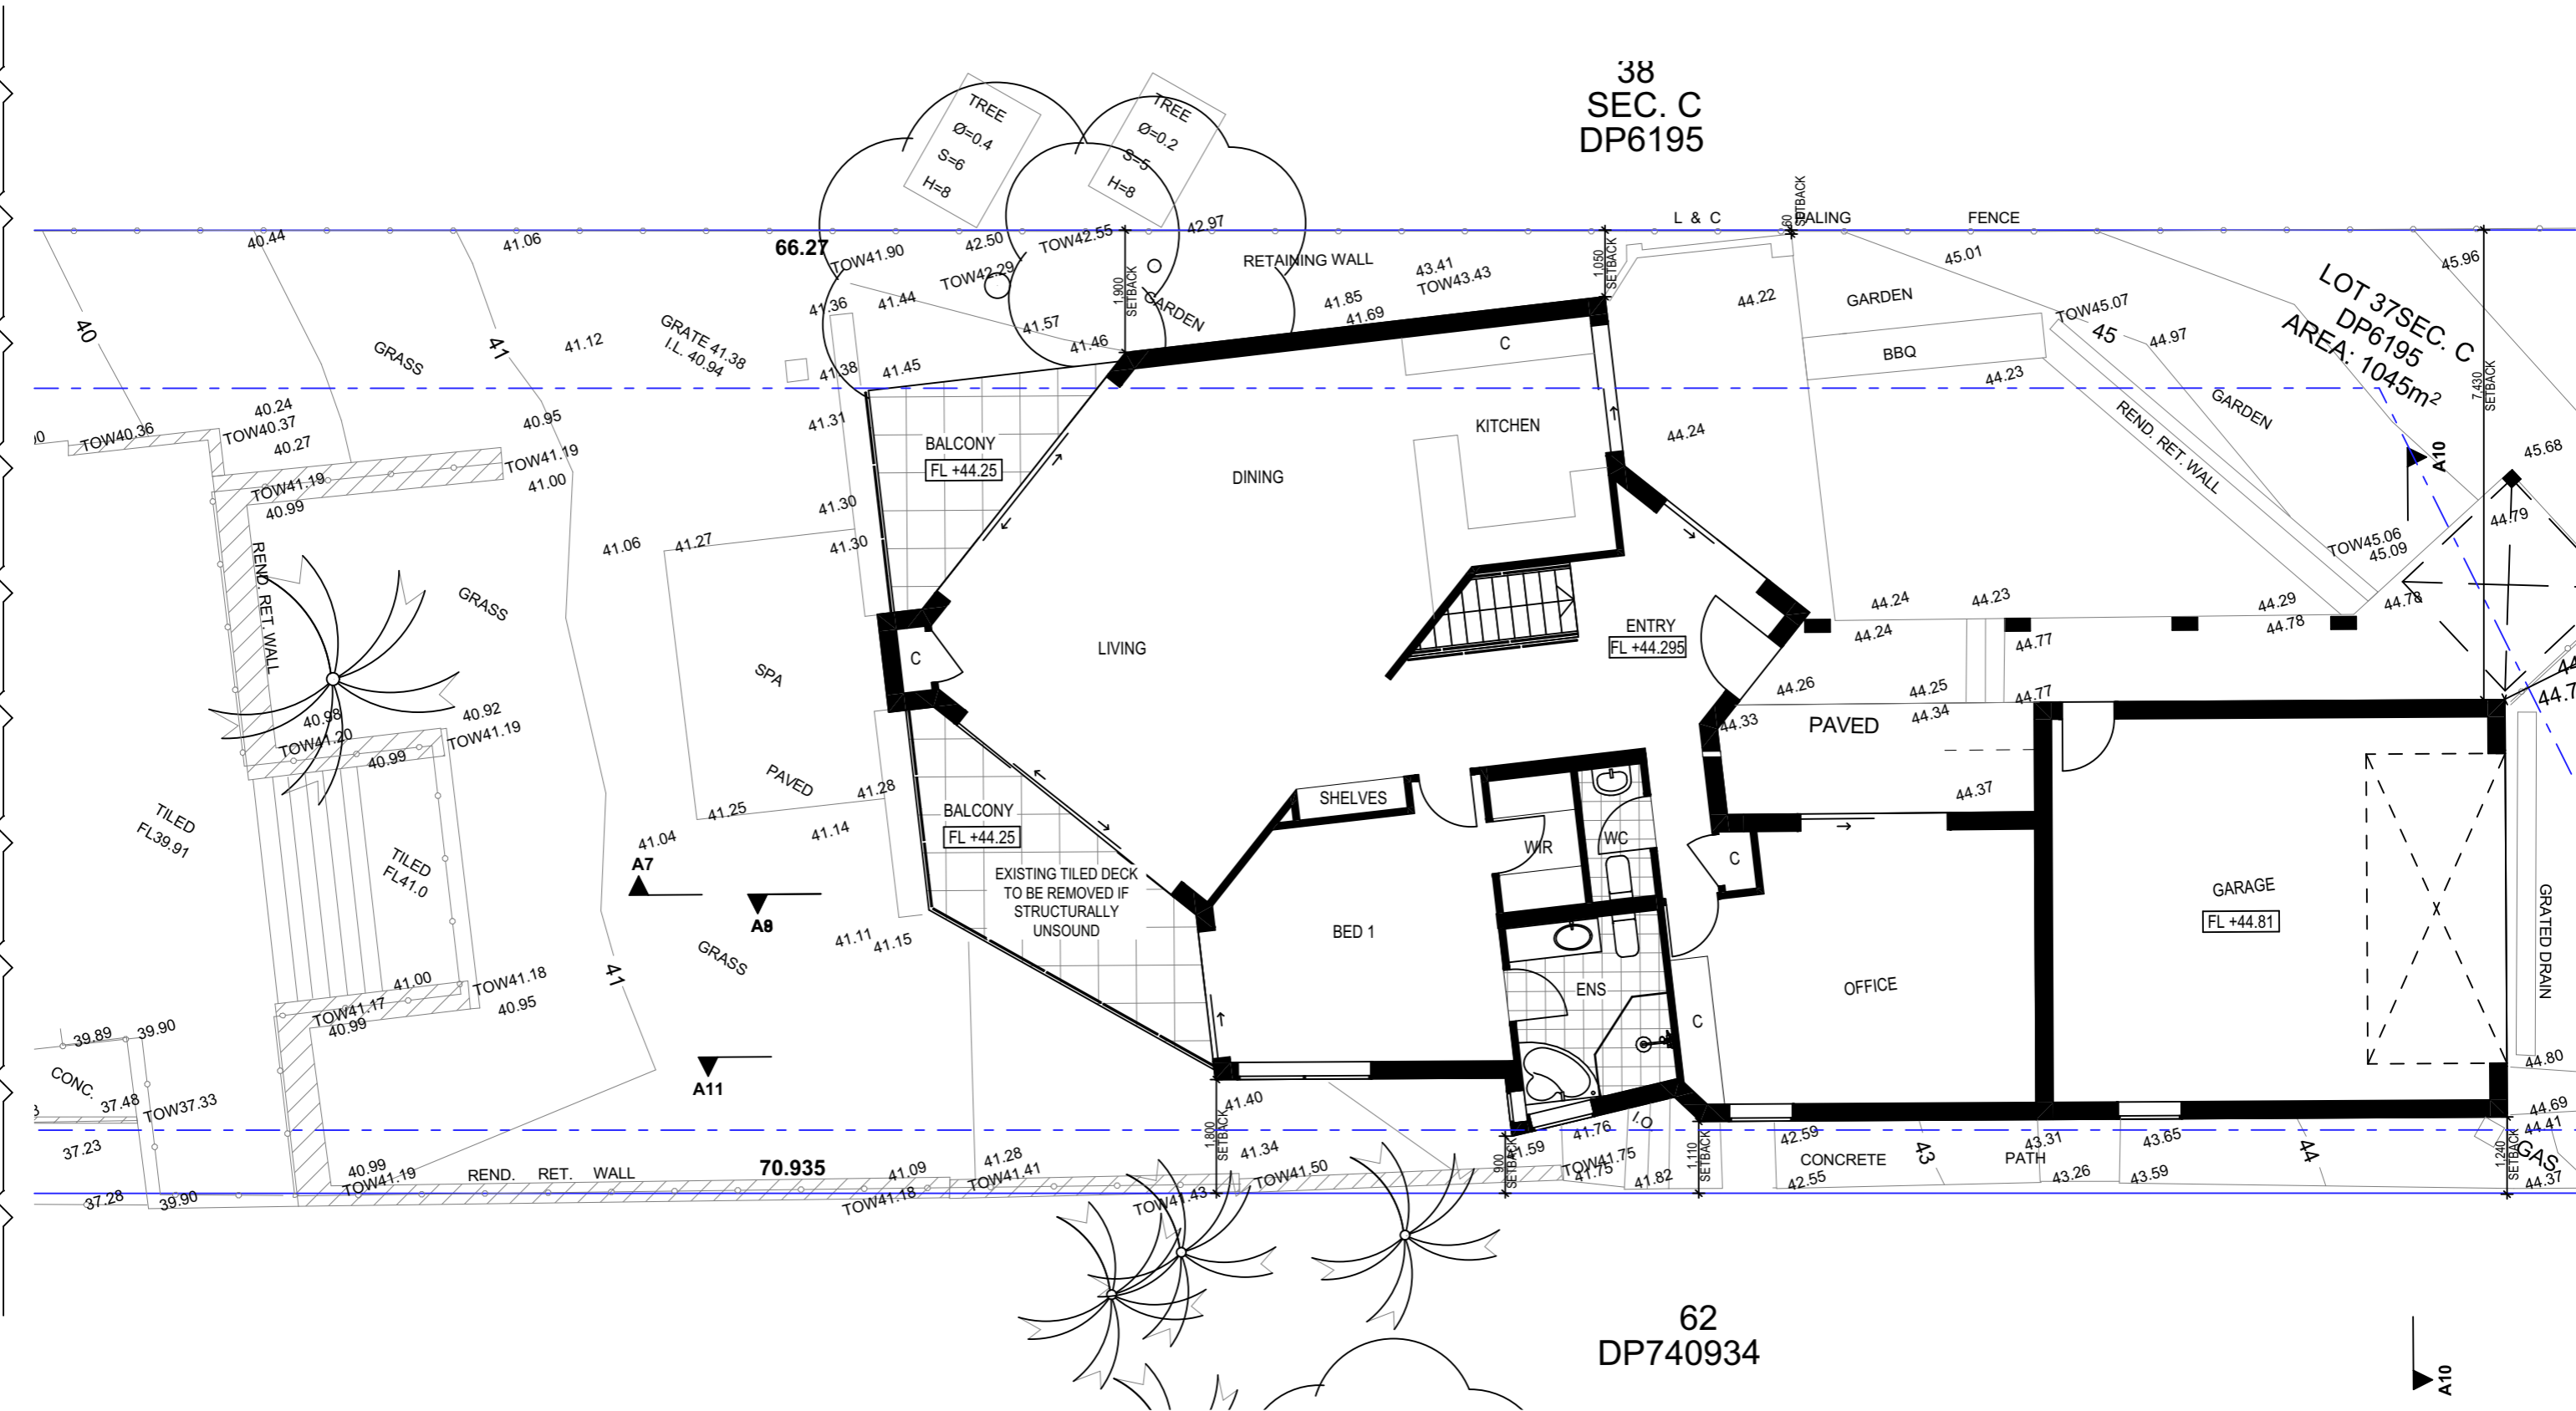 38
SEC. C
DP6195
TREE
Ø=0.4
S=6
H=8
TREE
Ø=0.2
S=5
H=8
L & C
PALING
FENCE
60
SETBACK
40.44
41.06
66.27
TOW41.90
42.50
TOW42.55
42.97
TOW42.29
1,900
SETBACK
GARDEN
RETAINING WALL
43.41
TOW43.43
41.85
41.69
1,050
SETBACK
44.22
GARDEN
45.01
TOW45.07
45
44.97
45.96
LOT 37SEC. C
DP6195
AREA: 1045m²
7,430
SETBACK
40
GRASS
41
41.12
GRATE 41.38
I.L. 40.94
41.36
41.44
41.57
41.46
41.38
41.45
C
BBQ
44.23
GARDEN
REND. RET. WALL
40.24
TOW40.36
TOW40.37
40.27
40.95
41.31
BALCONY
FL +44.25
DINING
KITCHEN
44.24
A10
45.68
TOW41.19
TOW41.19
41.00
40.99
41.30
41.30
41.06
41.27
44.79
TOW45.06
45.09
REND. RET. WALL
GRASS
SPA
C
LIVING
ENTRY
FL +44.295
44.24
44.23
44.29
44.78
44.24
44.77
44.78
44.26
44.25
44.77
44.33
PAVED
44.34
40.98
TOW41.20
40.92
TOW41.19
40.99
PAVED
41.28
41.25
41.14
41.04
TILED
FL39.91
TILED
FL41.0
BALCONY
FL +44.25
SHELVES
WIR
WC
C
44.37
GARAGE
FL +44.81
GRATED DRAIN
A7
EXISTING TILED DECK
TO BE REMOVED IF
STRUCTURALLY
UNSOUND
BED 1
GRASS
41.11
41.15
41
41.00
TOW41.18
40.95
TOW41.17
40.99
ENS
C
OFFICE
39.89
39.90
CONC.
37.48
TOW37.33
37.23
A11
44.80
44.69
44.41
GAS
44.37
41.40
1,800
SETBACK
41.34
I.O
41.76
41.59
TOW41.75
41.75
41.82
900
SETBACK
1,110
SETBACK
42.59
CONCRETE
PATH
42.55
43
43.31
43.26
43.65
43.59
44
1,240
SETBACK
40.99
TOW41.19
REND. RET. WALL
70.935
41.09
TOW41.18
41.28
TOW41.41
TOW41.43
TOW41.50
37.28
39.90
62
DP740934
A10